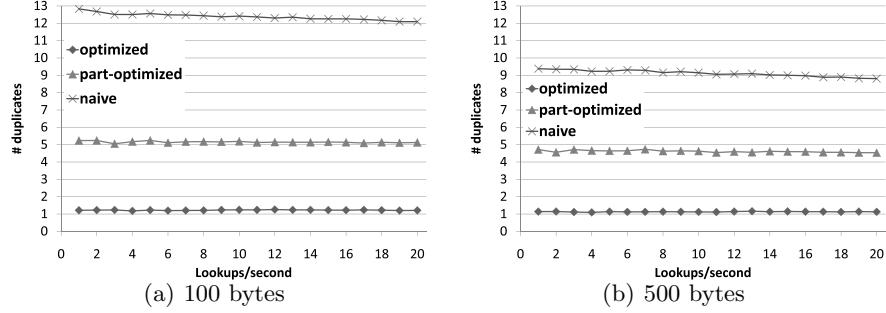 13
12
11
10
9
8
7
6
5
4
3
2
1
0
# duplicates
optimized
part-optimized
naive
0 2 4 6 8 10 12 14 16 18 20
Lookups/second
(a) 100 bytes
13
12
11
10
9
8
7
6
5
4
3
2
1
0
# duplicates
optimized
part-optimized
naive
0 2 4 6 8 10 12 14 16 18 20
Lookups/second
(b) 500 bytes